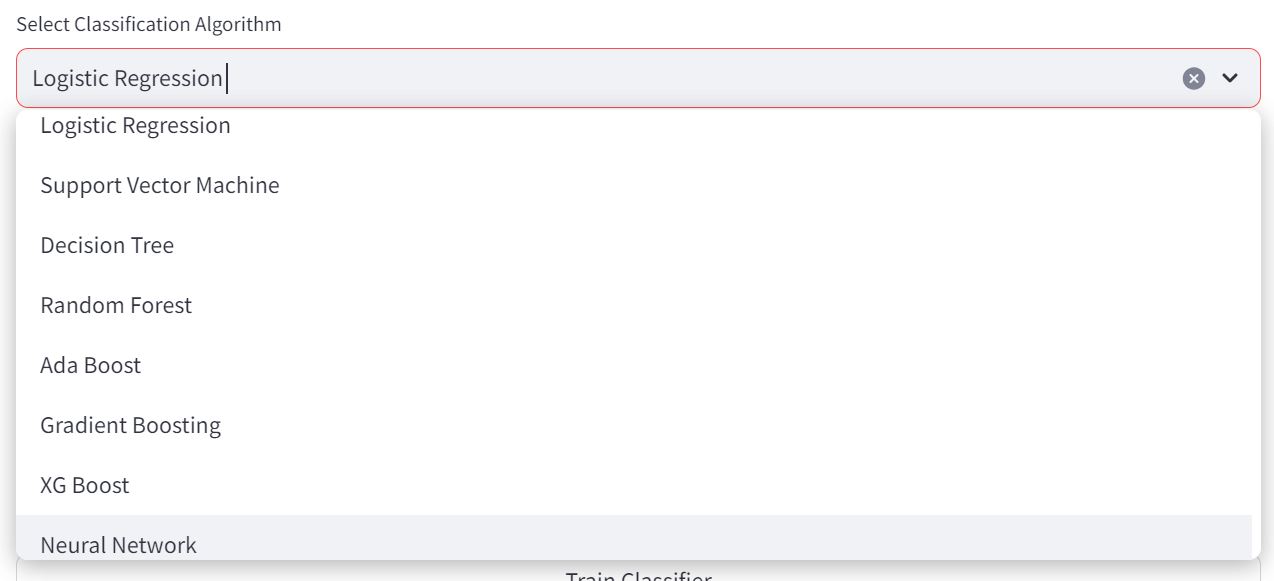 Select Classification Algorithm
Logistic Regression
Logistic Regression
Support Vector Machine
Decision Tree
Random Forest
Ada Boost
Gradient Boosting
XG Boost
Neural Network
Train Classifier